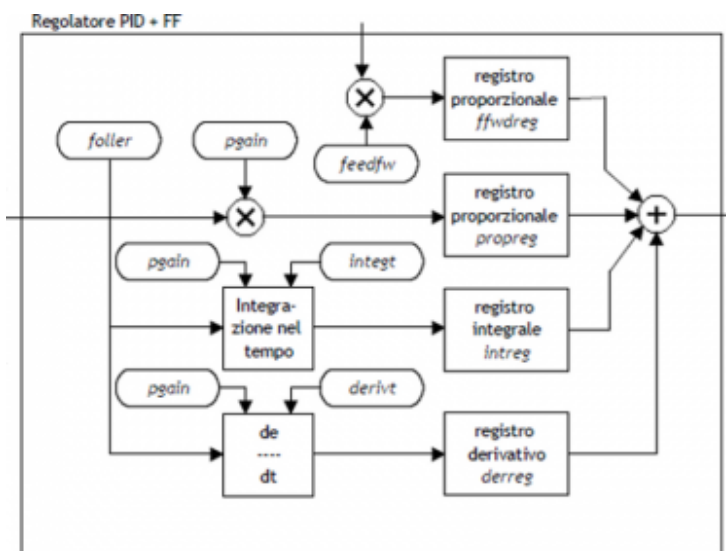 Regolatore PID + FF
registro
proporzionale
ffwdreg
foller
pgain
feedfw
registro
proporzionale
propreg
pgain
integt
Integra-
zione nel
tempo
registro
integrale
intreg
pgain
derivt
de
----
dt
registro
derivativo
derreg